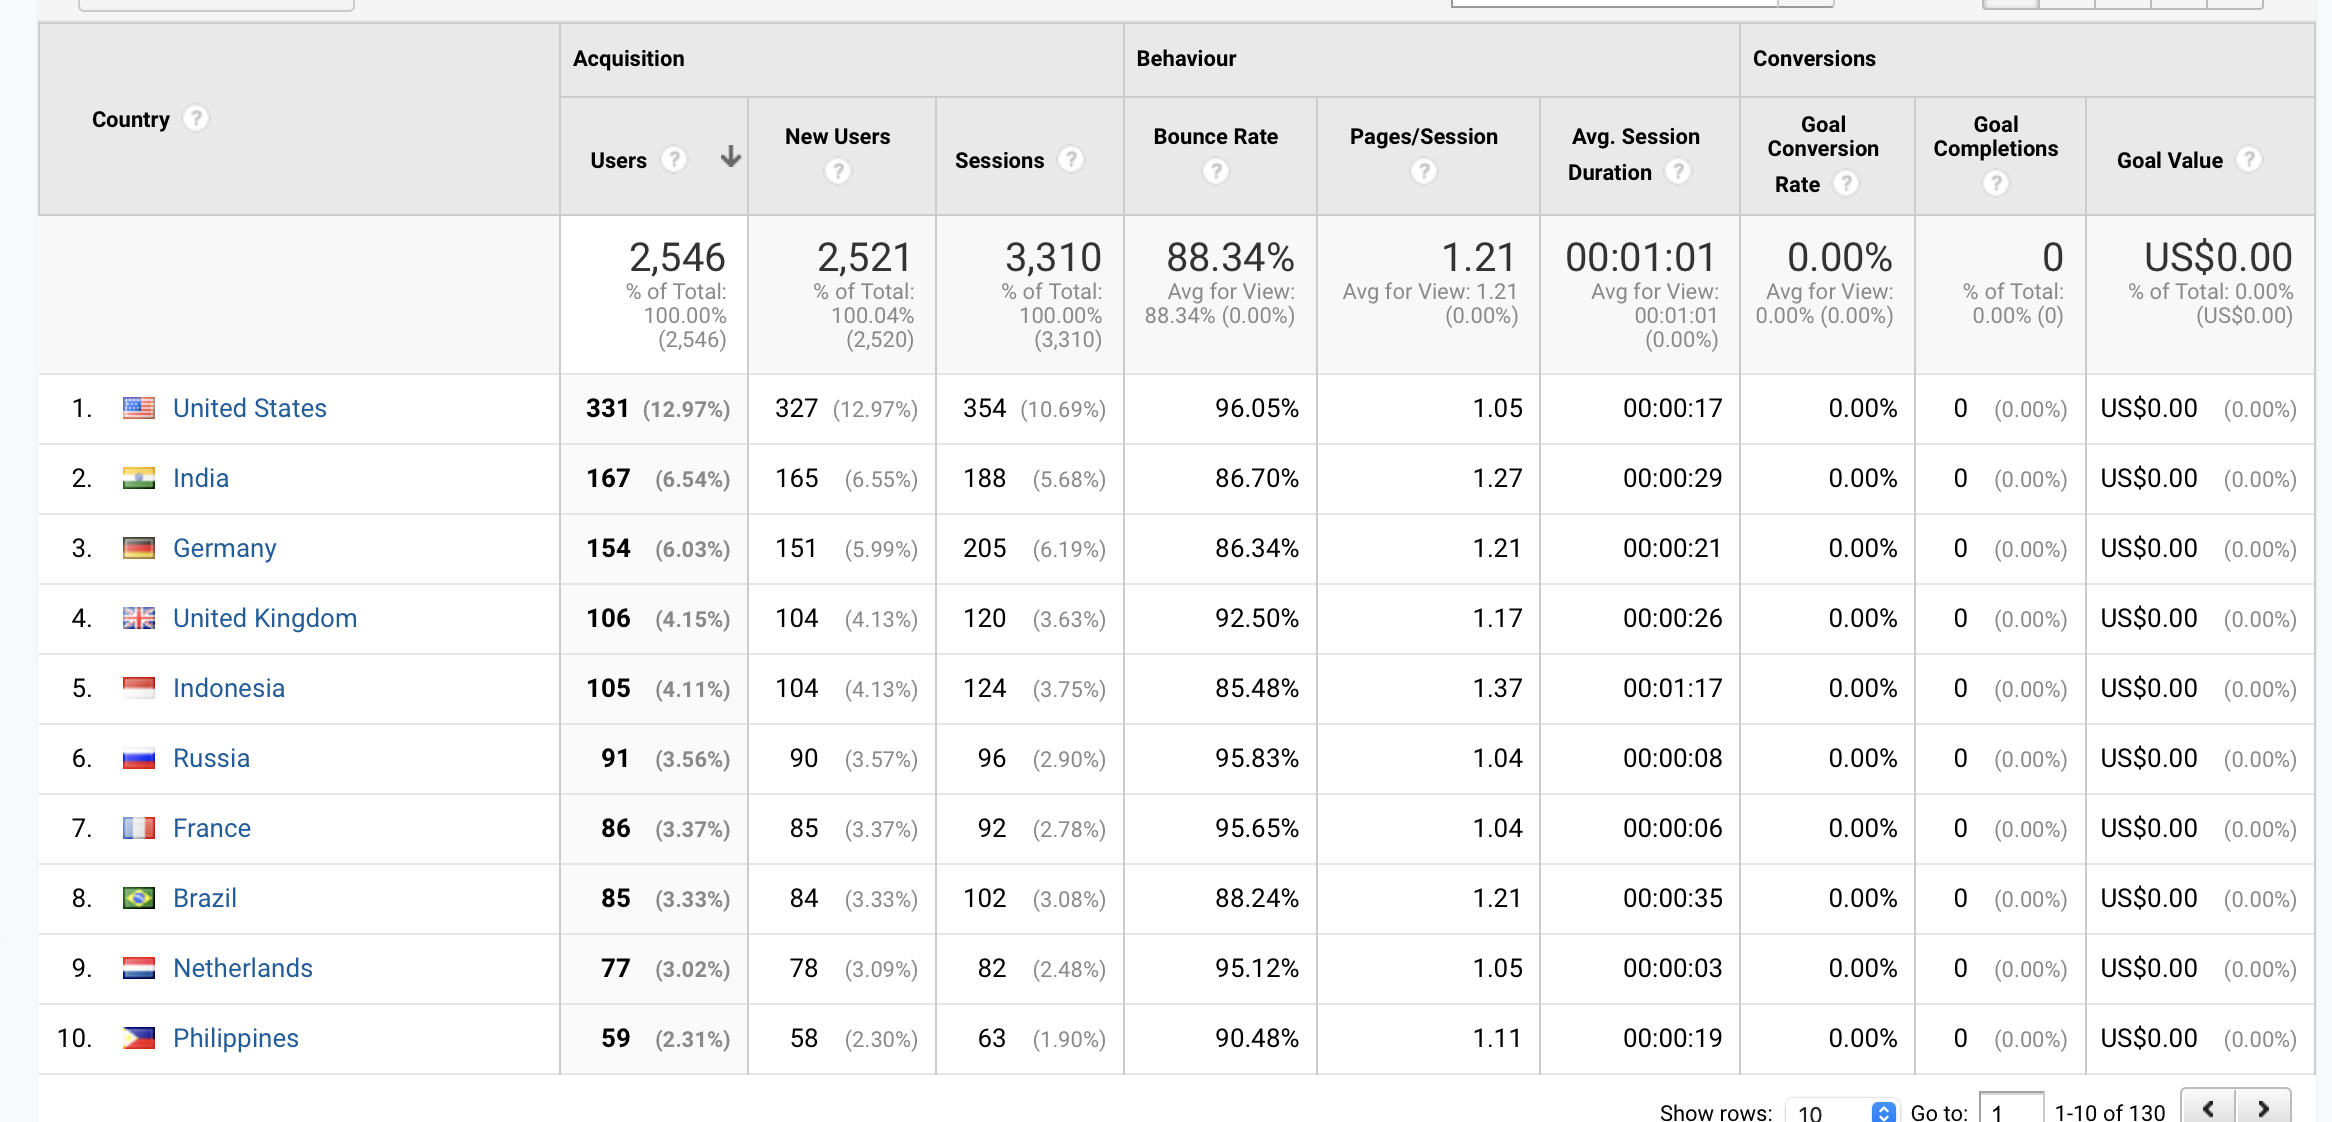 Acquisition Behaviour Conversions
Country ? Users ? New Users ? Sessions ? Bounce Rate ? Pages/Session ? Avg. Session Duration ? Goal Conversion Rate ? Goal Completions ? Goal Value ?
2,546 2,521 3,310 88.34% 1.21 00:01:01 0.00% 0 US$0.00
% of Total: 100.00% (2,546) % of Total: 100.04% (2,520) % of Total: 100.00% (3,310) Avg for View: 88.34% (0.00%) Avg for View: 1.21 (0.00%) Avg for View: 00:01:01 (0.00%) Avg for View: 0.00% (0.00%) % of Total: 0.00% (0) % of Total: 0.00% (US$0.00)
1. United States 331 (12.97%) 327 (12.97%) 354 (10.69%) 96.05% 1.05 00:00:17 0.00% 0 (0.00%) US$0.00 (0.00%)
2. India 167 (6.54%) 165 (6.55%) 188 (5.68%) 86.70% 1.27 00:00:29 0.00% 0 (0.00%) US$0.00 (0.00%)
3. Germany 154 (6.03%) 151 (5.99%) 205 (6.19%) 86.34% 1.21 00:00:21 0.00% 0 (0.00%) US$0.00 (0.00%)
4. United Kingdom 106 (4.15%) 104 (4.13%) 120 (3.63%) 92.50% 1.17 00:00:26 0.00% 0 (0.00%) US$0.00 (0.00%)
5. Indonesia 105 (4.11%) 104 (4.13%) 124 (3.75%) 85.48% 1.37 00:01:17 0.00% 0 (0.00%) US$0.00 (0.00%)
6. Russia 91 (3.56%) 90 (3.57%) 96 (2.90%) 95.83% 1.04 00:00:08 0.00% 0 (0.00%) US$0.00 (0.00%)
7. France 86 (3.37%) 85 (3.37%) 92 (2.78%) 95.65% 1.04 00:00:06 0.00% 0 (0.00%) US$0.00 (0.00%)
8. Brazil 85 (3.33%) 84 (3.33%) 102 (3.08%) 88.24% 1.21 00:00:35 0.00% 0 (0.00%) US$0.00 (0.00%)
9. Netherlands 77 (3.02%) 78 (3.09%) 82 (2.48%) 95.12% 1.05 00:00:03 0.00% 0 (0.00%) US$0.00 (0.00%)
10. Philippines 59 (2.31%) 58 (2.30%) 63 (1.90%) 90.48% 1.11 00:00:19 0.00% 0 (0.00%) US$0.00 (0.00%)
Show rows: 10 Go to: 1 1-10 of 130